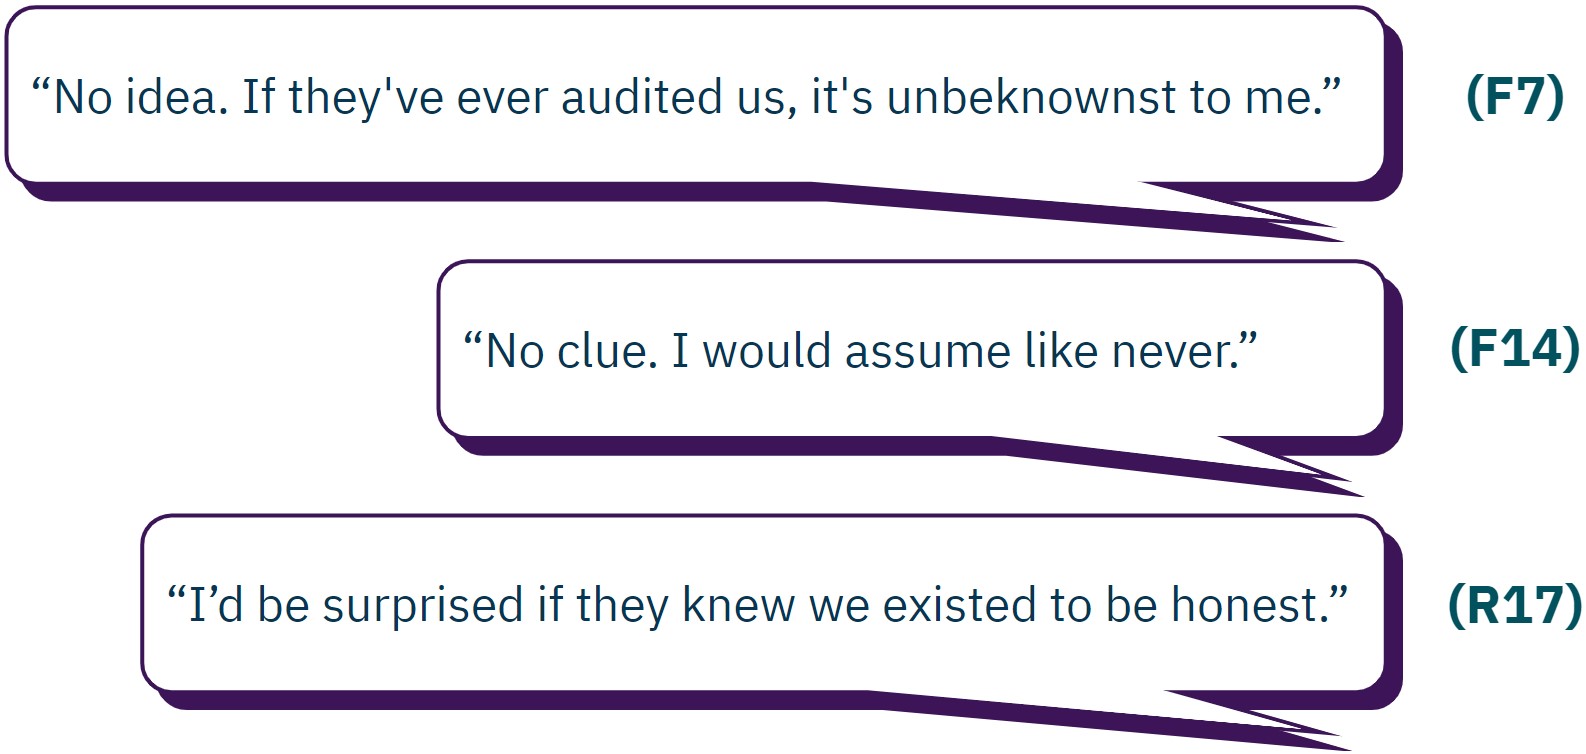 “No idea. If they've ever audited us, it's unbeknownst to me.” (F7)
“No clue. I would assume like never.” (F14)
“I’d be surprised if they knew we existed to be honest.” (R17)